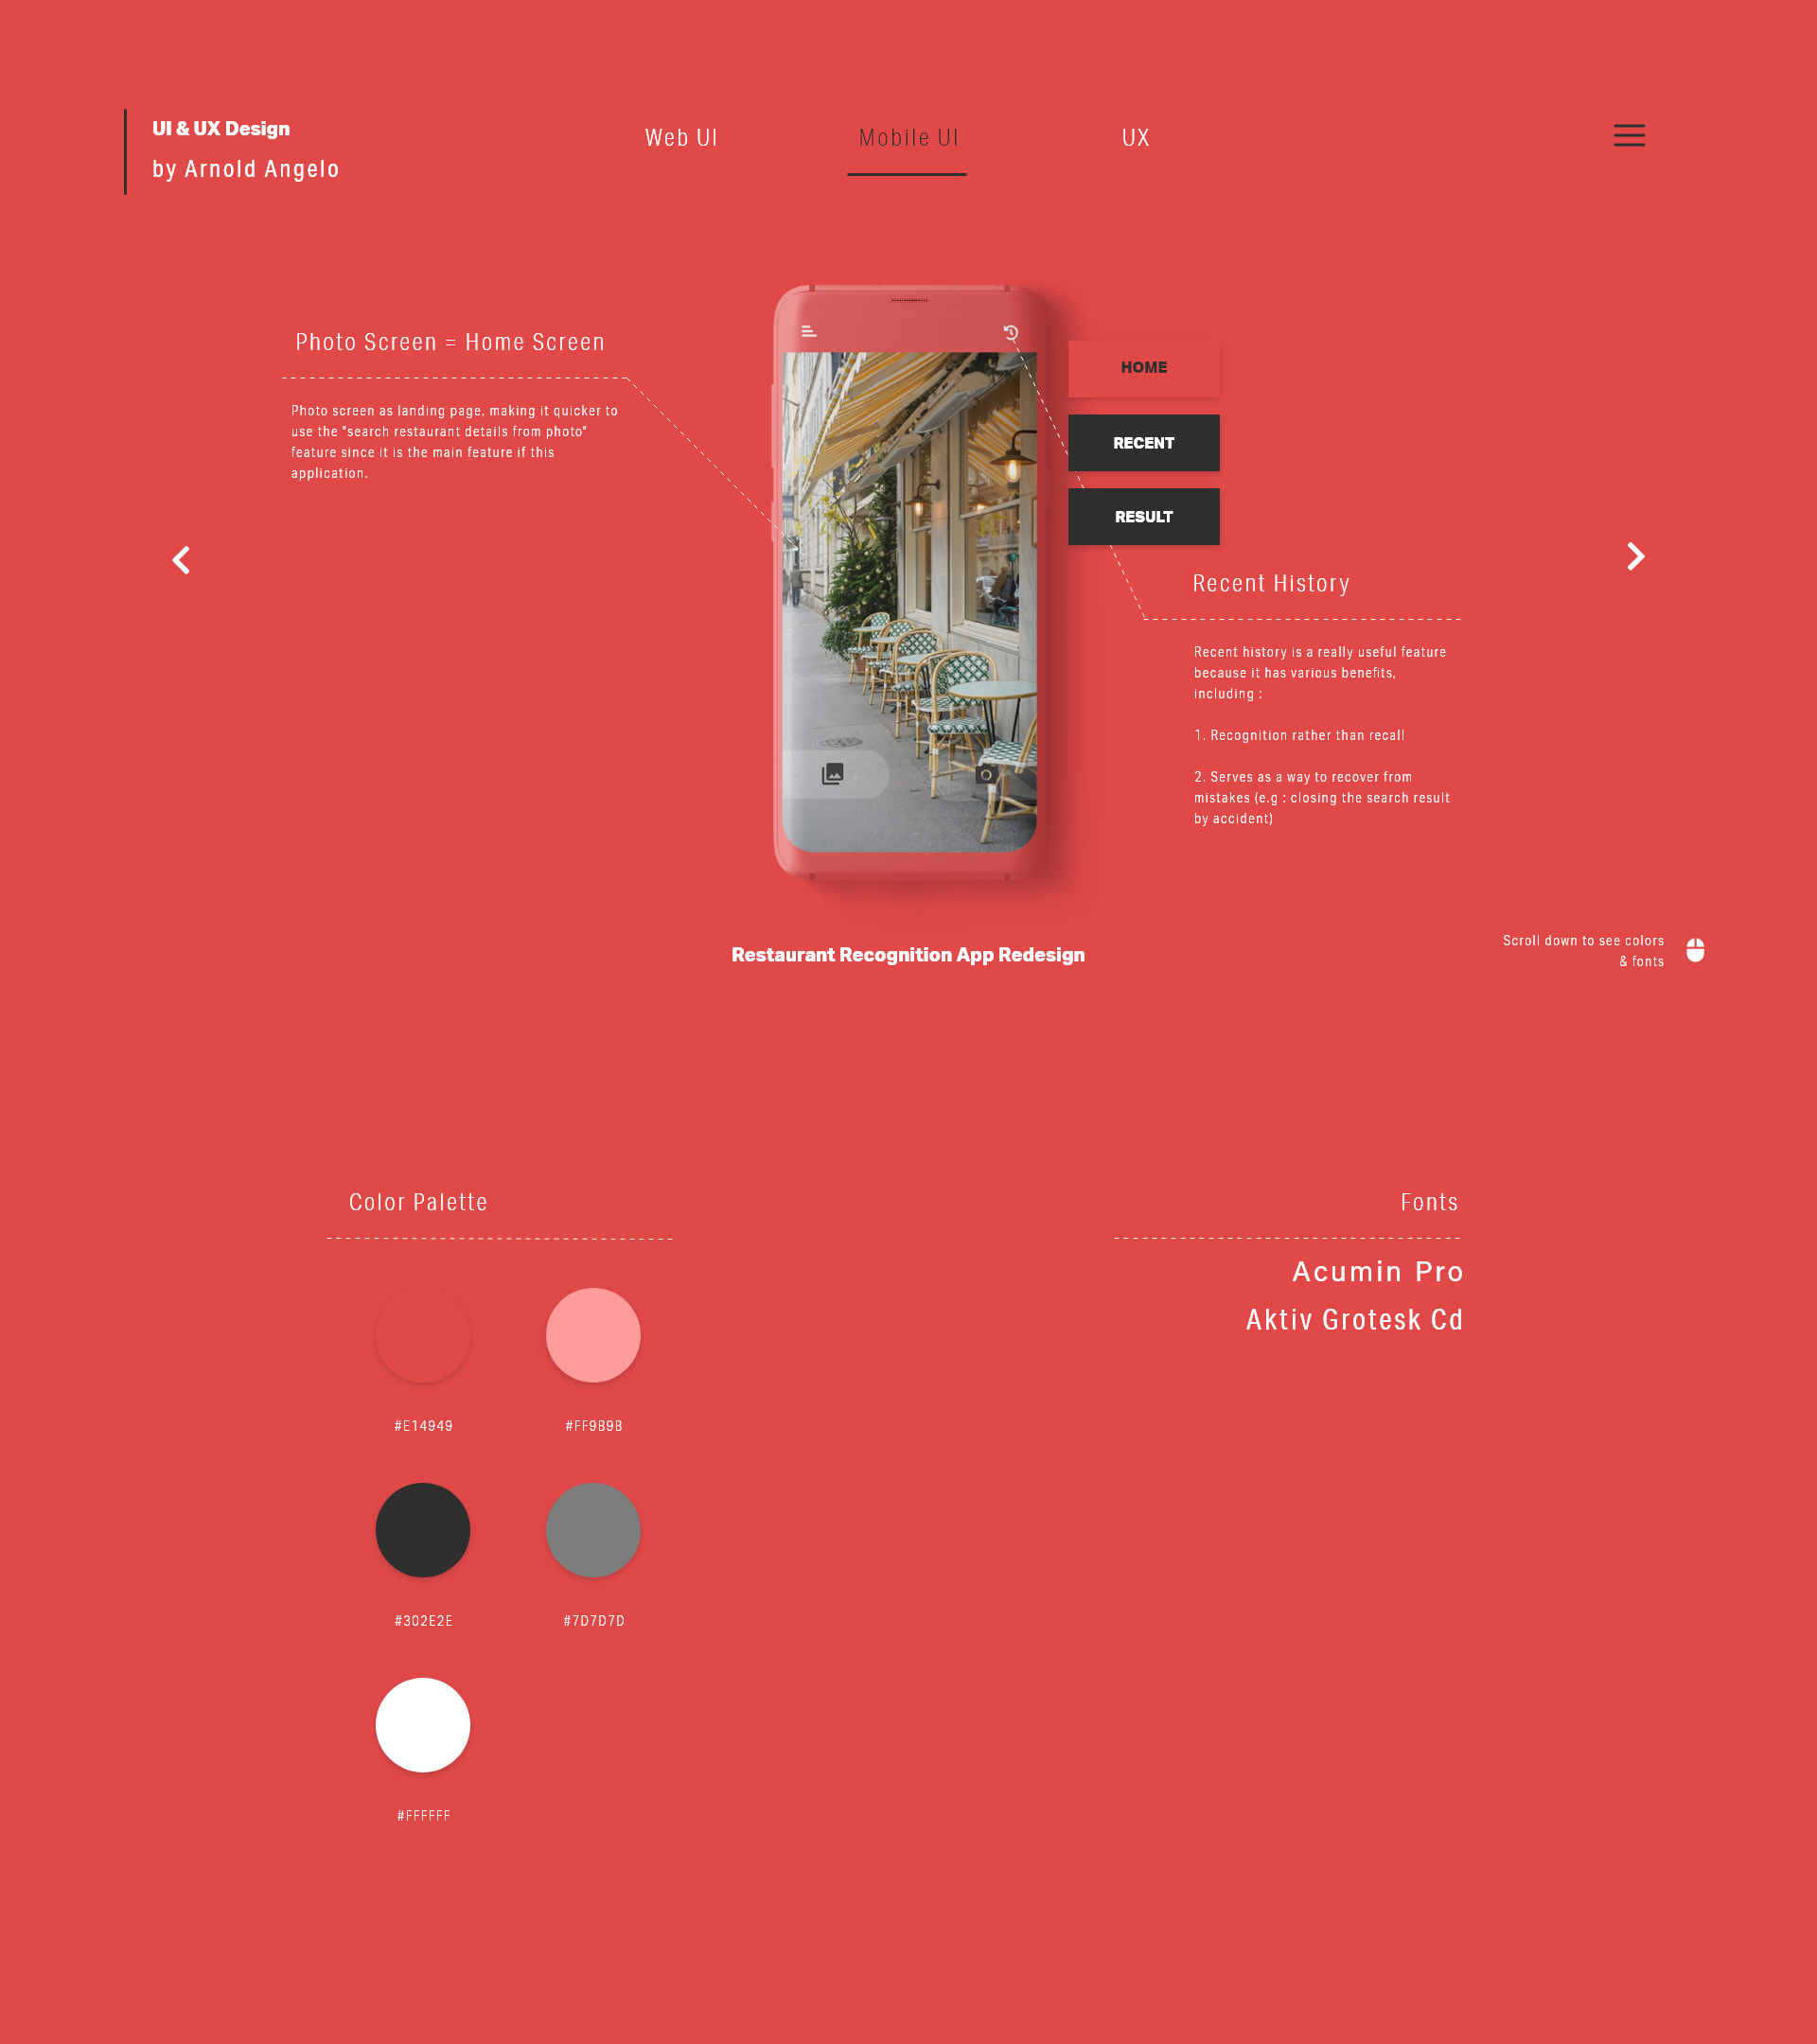 UI & UX Design
by Arnold Angelo
Web UI
Mobile UI
UX
Photo Screen = Home Screen
Photo screen as landing page, making it quicker to
use the "search restaurant details from photo"
feature since it is the main feature if this
application.
HOME
RECENT
RESULT
Recent History
Recent history is a really useful feature
because it has various benefits,
including :
1. Recognition rather than recall
2. Serves as a way to recover from
mistakes (e.g : closing the search result
by accident)
Restaurant Recognition App Redesign
Scroll down to see colors
& fonts
Color Palette
#E14949
#FF9B9B
#302E2E
#7D7D7D
#FFFFFF
Fonts
Acumin Pro
Aktiv Grotesk Cd